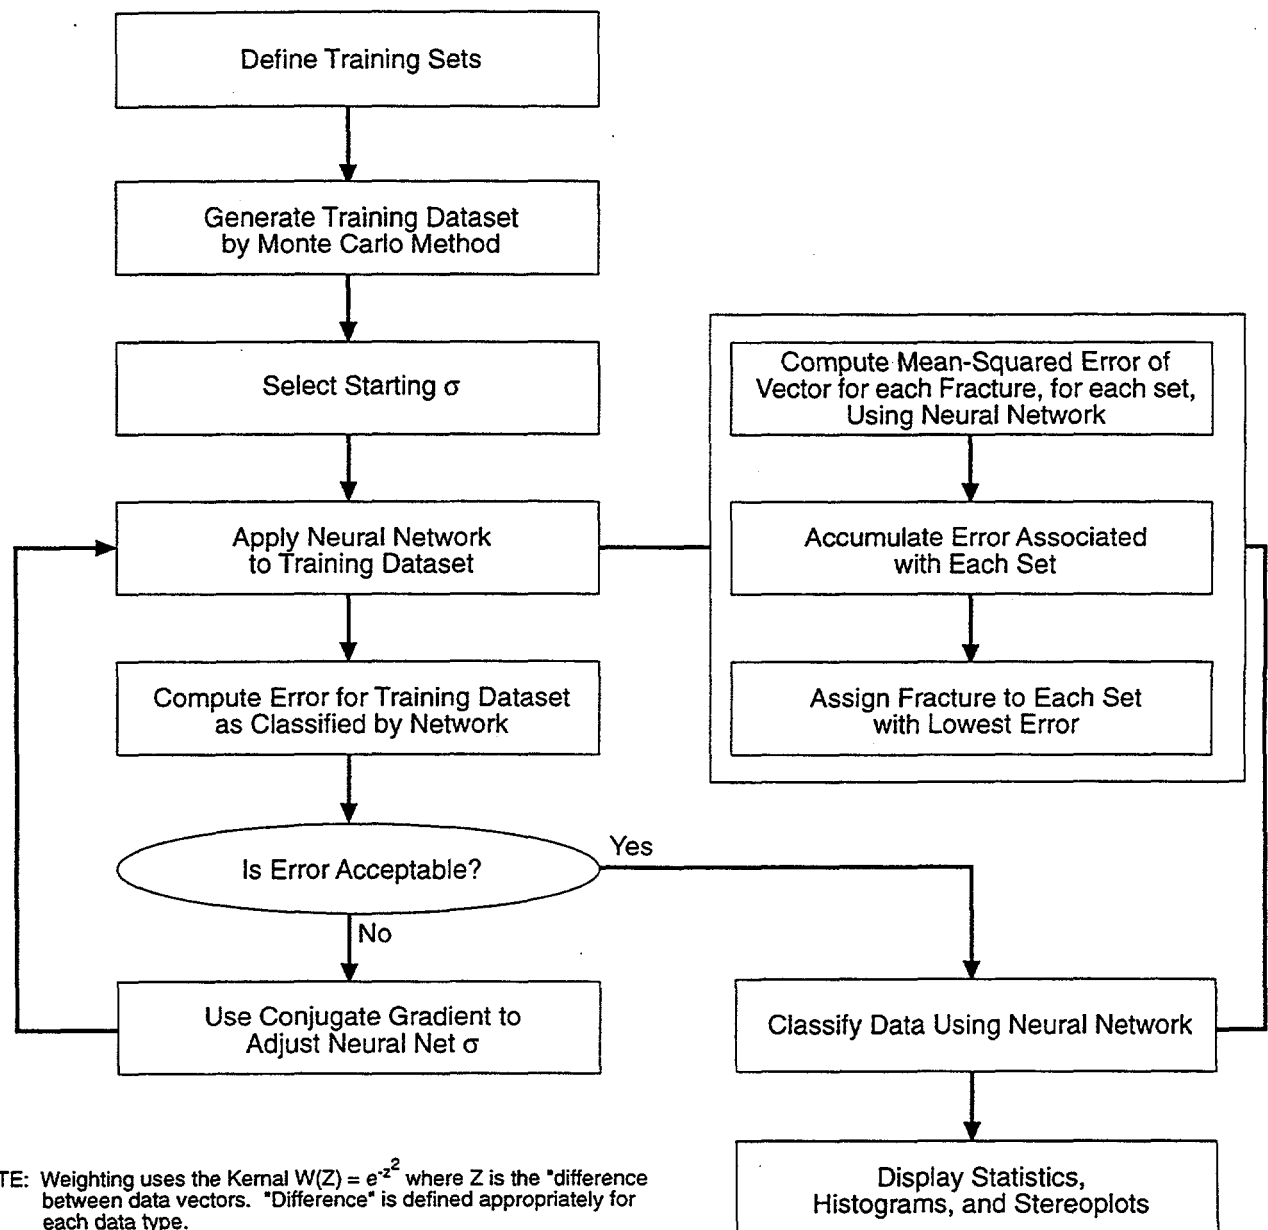 Define Training Sets
Generate Training Dataset
by Monte Carlo Method
Select Starting σ
Apply Neural Network
to Training Dataset
Compute Error for Training Dataset
as Classified by Network
Is Error Acceptable?
Yes
No
Use Conjugate Gradient to
Adjust Neural Net σ
Compute Mean-Squared Error of
Vector for each Fracture, for each set,
Using Neural Network
Accumulate Error Associated
with Each Set
Assign Fracture to Each Set
with Lowest Error
Classify Data Using Neural Network
Display Statistics,
Histograms, and Stereoplots
TE: Weighting uses the Kernal W(Z) = e^-z^2 where Z is the "difference
between data vectors. "Difference" is defined appropriately for
each data type.